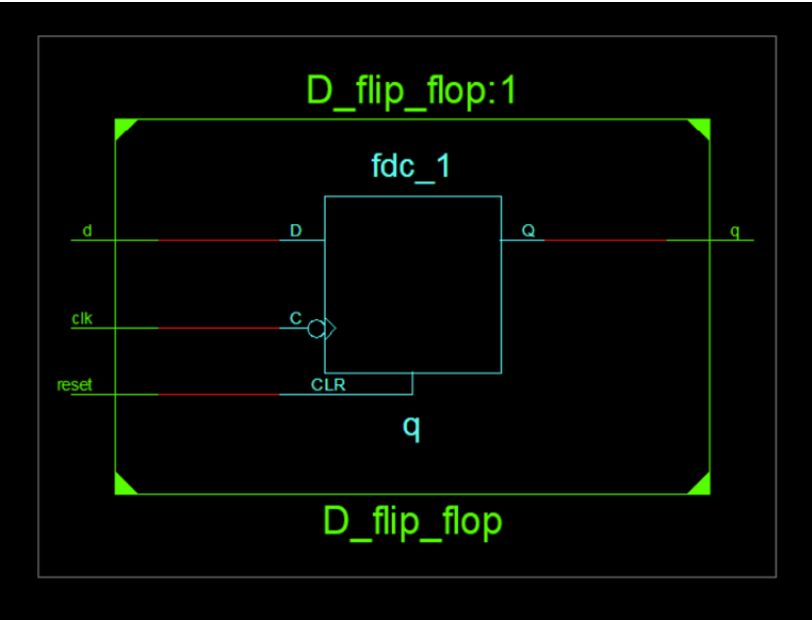 D_flip_flop:1
fdc_1
d D Q q
clk C
reset CLR
q
D_flip_flop